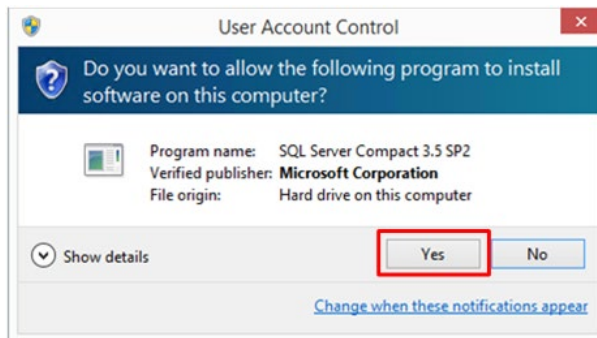 User Account Control
Do you want to allow the following program to install
software on this computer?
Program name: SQL Server Compact 3.5 SP2
Verified publisher: Microsoft Corporation
File origin: Hard drive on this computer
Show details
Yes
No
Change when these notifications appear